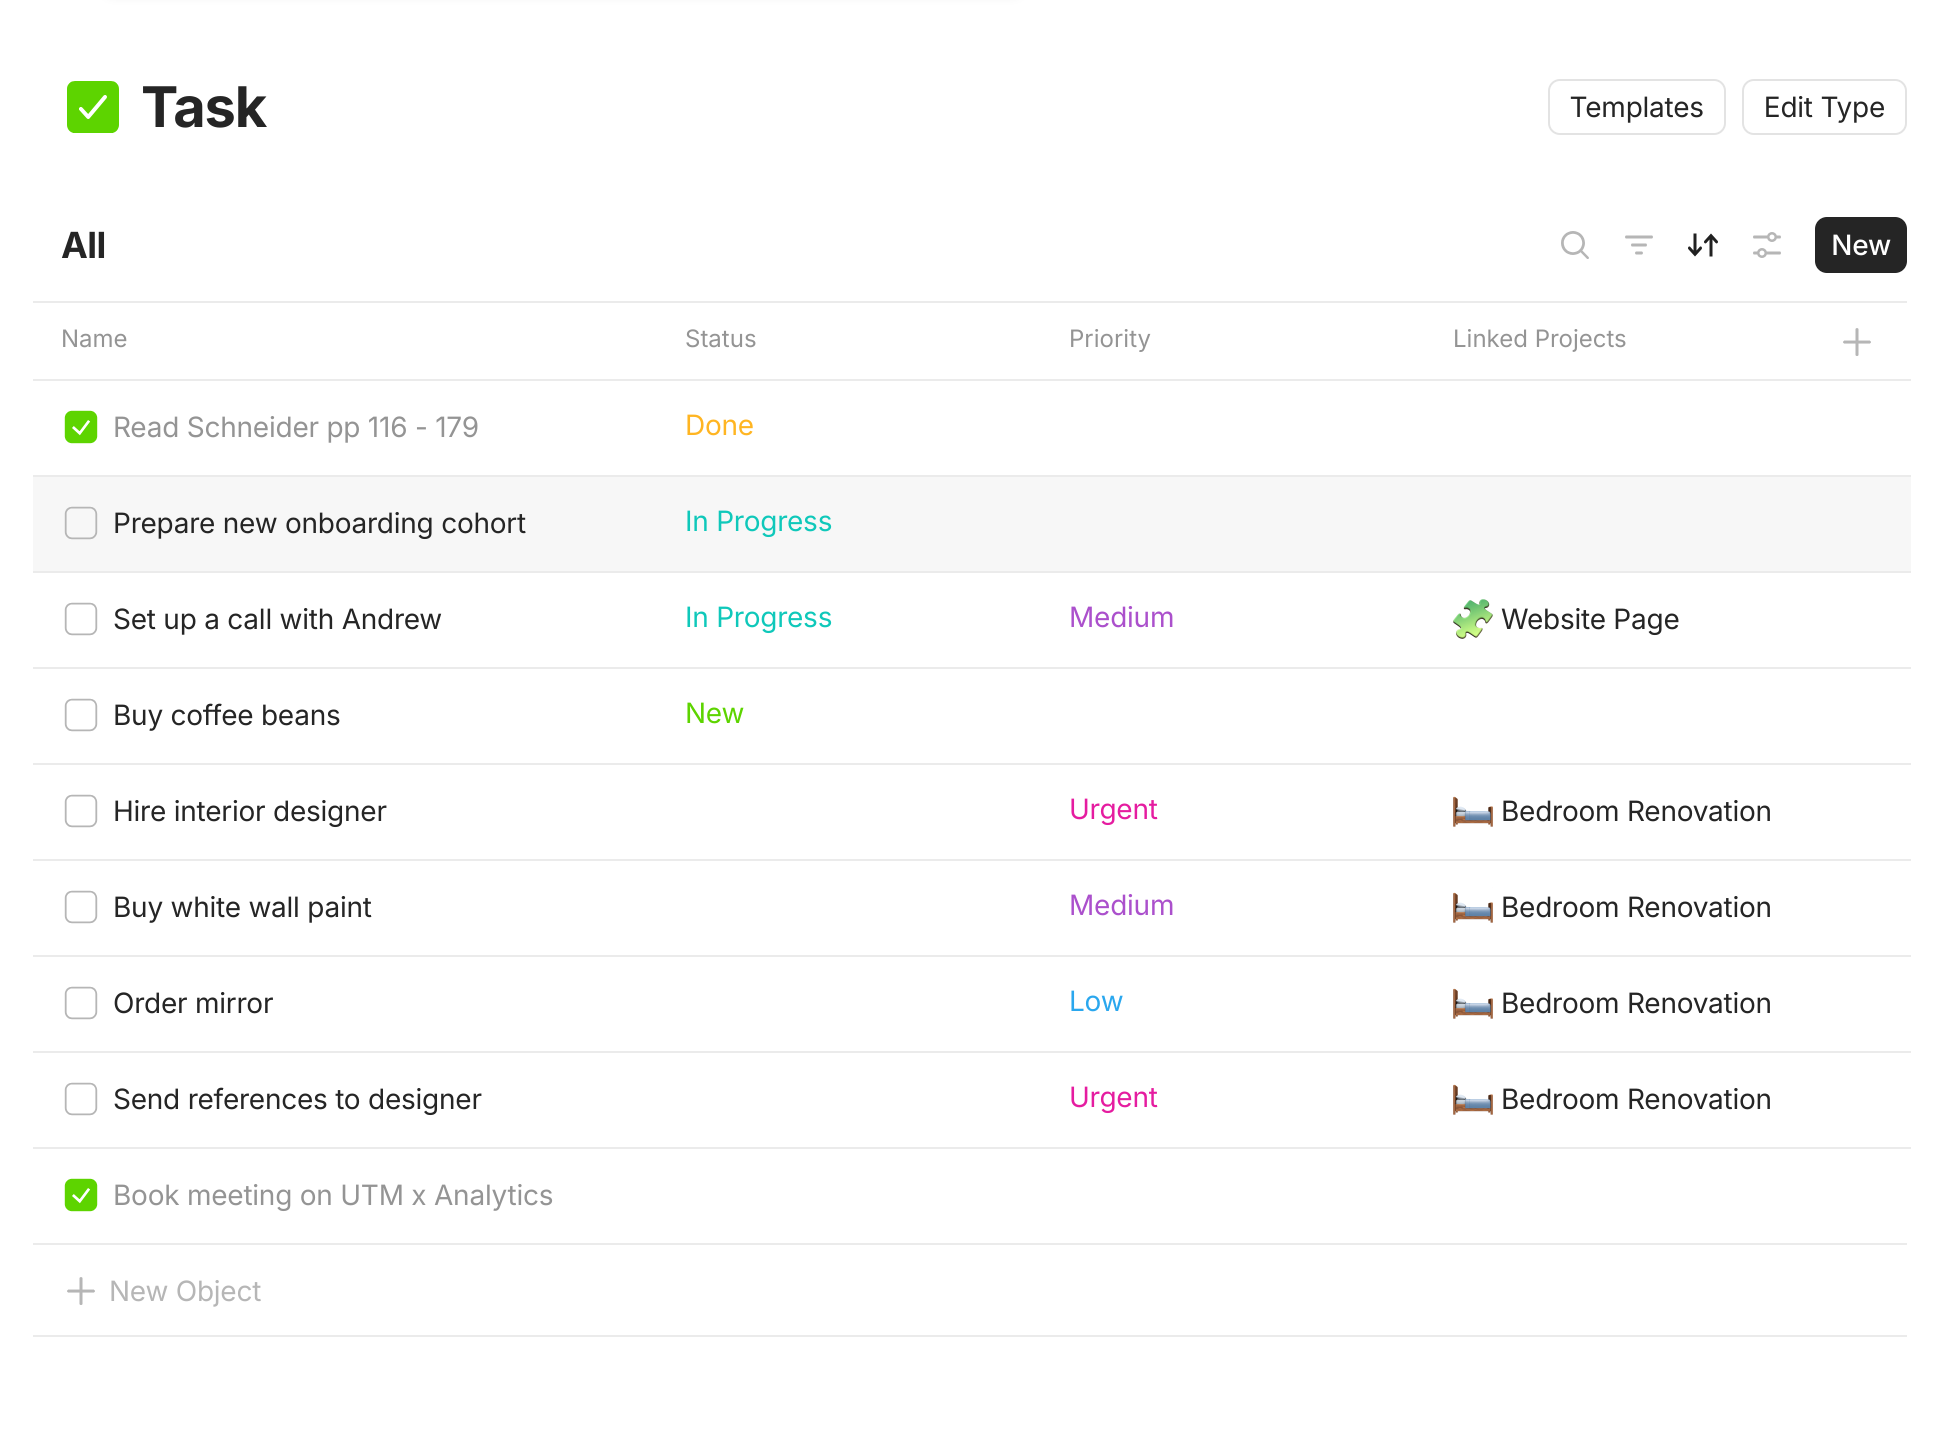 Task
Templates Edit Type
All
New
Name Status Priority Linked Projects
Read Schneider pp 116 - 179 Done
Prepare new onboarding cohort In Progress
Set up a call with Andrew In Progress Medium Website Page
Buy coffee beans New
Hire interior designer Urgent Bedroom Renovation
Buy white wall paint Medium Bedroom Renovation
Order mirror Low Bedroom Renovation
Send references to designer Urgent Bedroom Renovation
Book meeting on UTM x Analytics
New Object